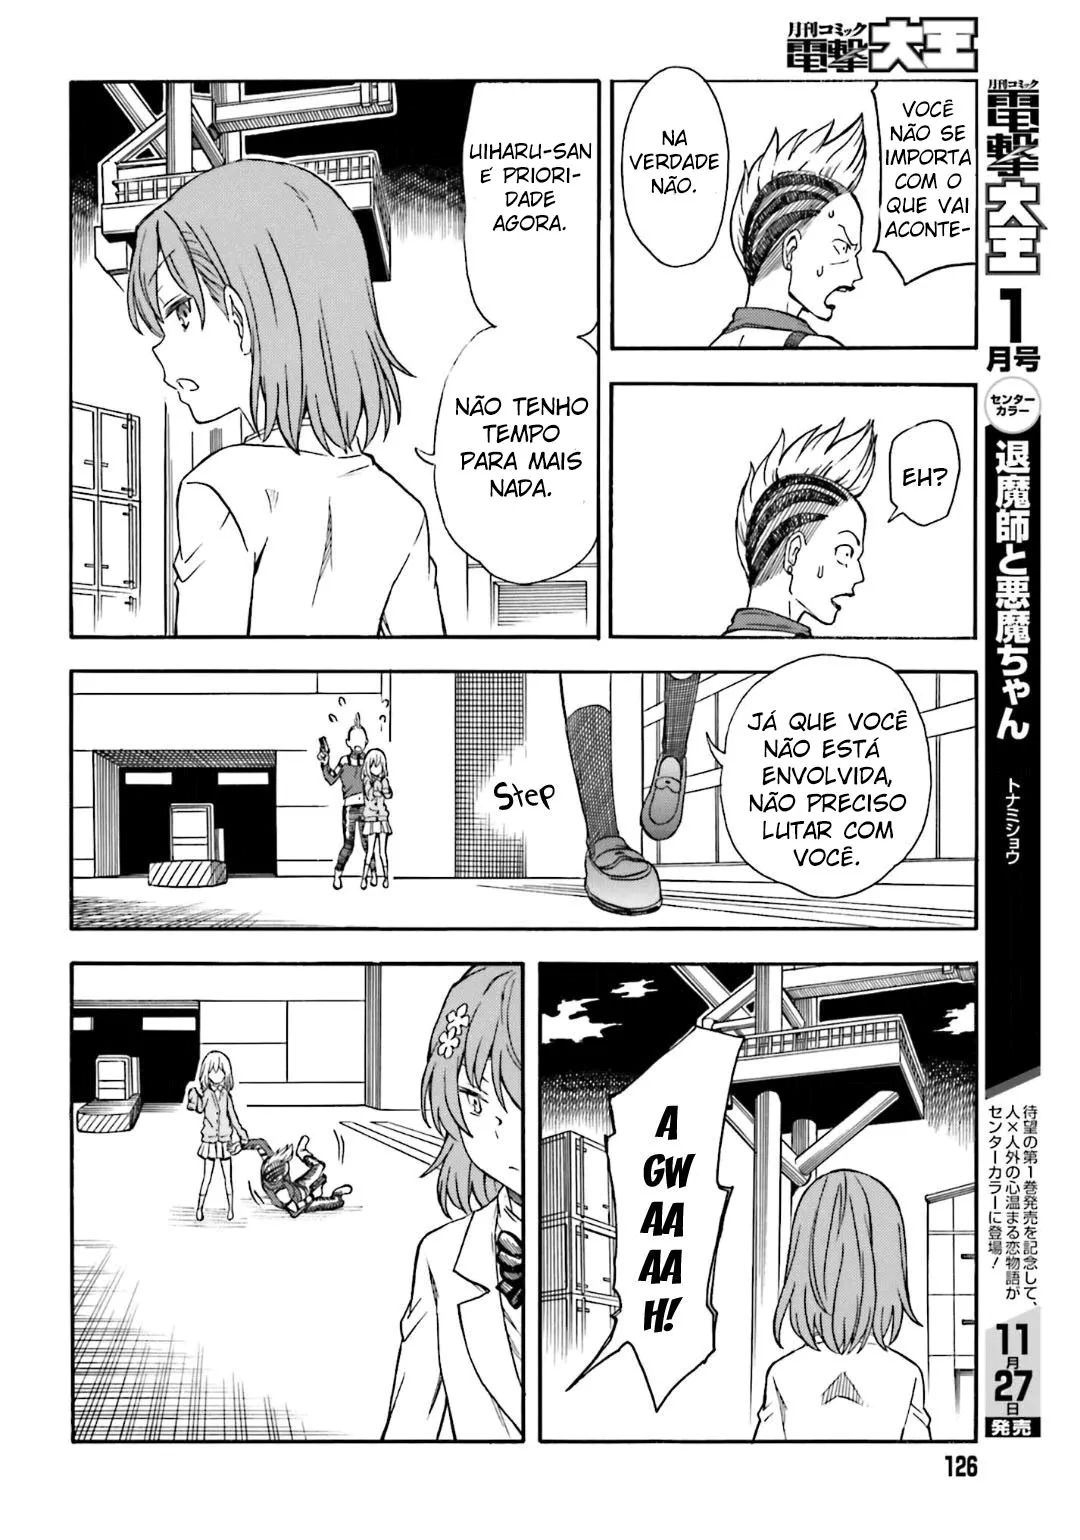 月刊コミック
電撃大王
VOCÊ
NÃO SE
IMPORTA
COM O
QUE VAI
ACONTE-
NA
VERDADE
NÃO.
EH?
UIHARU-SAN
E PRIORI-
DADE
AGORA.
NÃO TENHO
TEMPO
PARA MAIS
NADA.
JÁ QUE VOCÊ
NÃO ESTÁ
ENVOLVIDA,
NÃO PRECISO
LUTAR COM
VOCÊ.
Step
A
GW
AA
AA
H!
月刊コミック
電撃大王
1
月号
センター
カラー
退魔師と悪魔ちゃん
トナミショウ
待望の第1巻発売を記念して、
人×人外の心温まる恋物語が
センターカラーに登場!
11月27日
発売
126